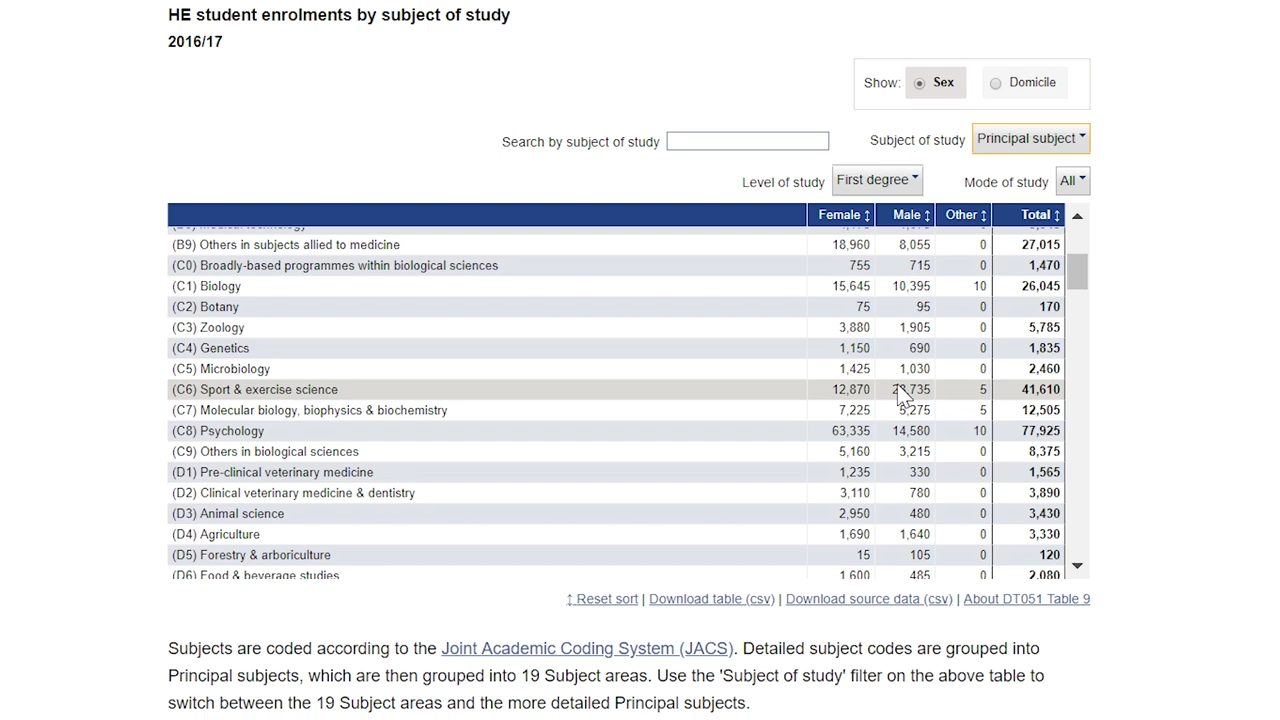 HE student enrolments by subject of study
2016/17
Show: Sex Domicile
Search by subject of study Subject of study Principal subject
Level of study First degree Mode of study All
Female ↕ Male ↕ Other ↕ Total ↕
(B9) Others in subjects allied to medicine 18,960 8,055 0 27,015
(C0) Broadly-based programmes within biological sciences 755 715 0 1,470
(C1) Biology 15,645 10,395 10 26,045
(C2) Botany 75 95 0 170
(C3) Zoology 3,880 1,905 0 5,785
(C4) Genetics 1,150 690 0 1,835
(C5) Microbiology 1,425 1,030 0 2,460
(C6) Sport & exercise science 12,870 5 41,610
(C7) Molecular biology, biophysics & biochemistry 7,225 5,275 5 12,505
(C8) Psychology 63,335 14,580 10 77,925
(C9) Others in biological sciences 5,160 3,215 0 8,375
(D1) Pre-clinical veterinary medicine 1,235 330 0 1,565
(D2) Clinical veterinary medicine & dentistry 3,110 780 0 3,890
(D3) Animal science 2,950 480 0 3,430
(D4) Agriculture 1,690 1,640 0 3,330
(D5) Forestry & arboriculture 15 105 0 120
(D6) Food & beverage studies 1,600 485 0 2,080
↕ Reset sort | Download table (csv) | Download source data (csv) | About DT051 Table 9
Subjects are coded according to the Joint Academic Coding System (JACS). Detailed subject codes are grouped into
Principal subjects, which are then grouped into 19 Subject areas. Use the 'Subject of study' filter on the above table to
switch between the 19 Subject areas and the more detailed Principal subjects.